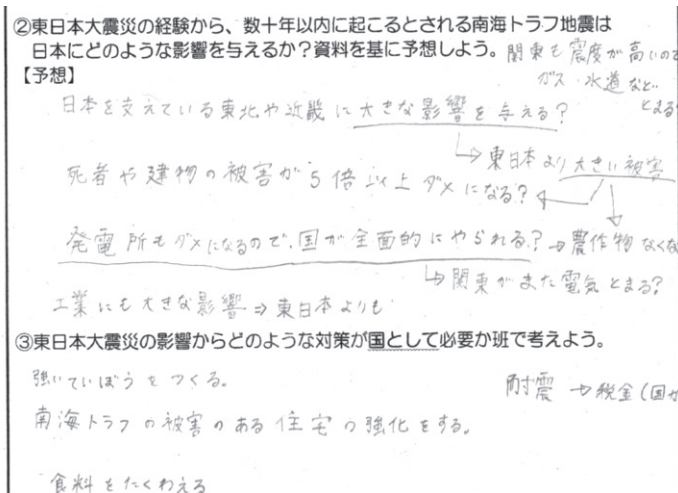 ②東日本大震災の経験から、数十年以内に起こるとされる南海トラフ地震は
日本にどのような影響を与えるか？資料を基に予想しよう。
関東も震度が高いので
ガス・水道など…
とまる
【予想】
日本を支えている東北や近畿に大きな影響を与える？
↳東日本より大きい被害
死者や建物の被害が5倍以上ダメになる？
発電所もダメになるので、国が全面的にやられる？→農作物なくな
↳関東がまた電気とまる？
工業にも大きな影響⇒東日本よりも
③東日本大震災の影響からどのような対策が国として必要か班で考えよう。
強いていぼうをつくる。
耐震→税金(国が
南海トラフの被害のある住宅の強化をする。
食料をたくわえる